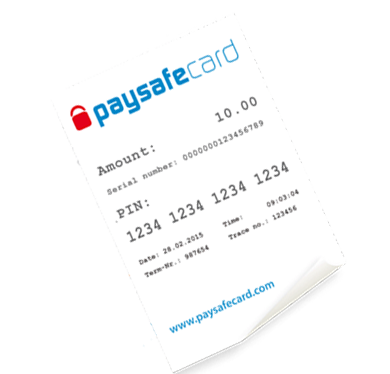 paysafecard
Amount: 10.00
Serial number: 0000000123456789
PIN:
1234 1234 1234 1234
Date: 28.02.2015 Time: 09:03:04
Term-Nr.: 987654 Trace no.: 123456
www.paysafecard.com